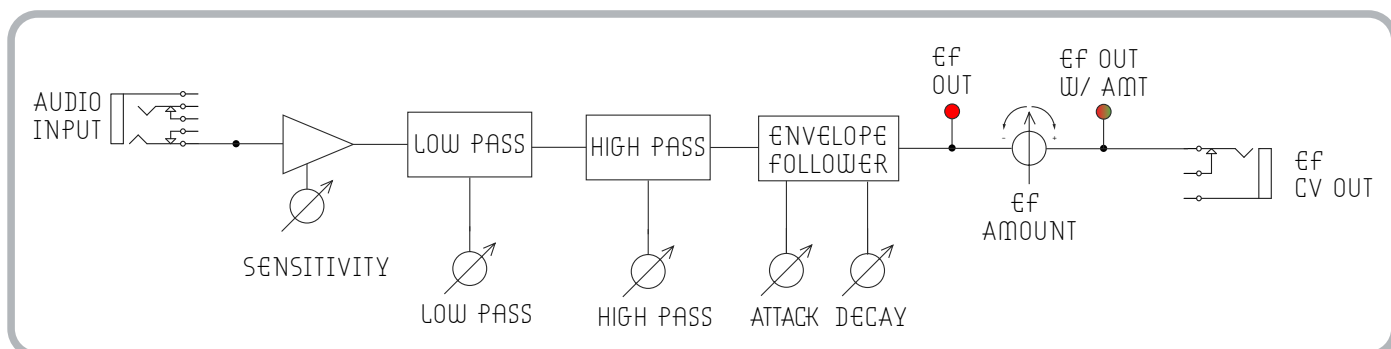 AUDIO
INPUT
SENSITIVITY
LOW PASS
LOW PASS
HIGH PASS
HIGH PASS
ENVELOPE
FOLLOWER
ATTACK
DECAY
EF
OUT
-
+
EF
AMOUNT
EF OUT
W/ AMT
EF
CV OUT